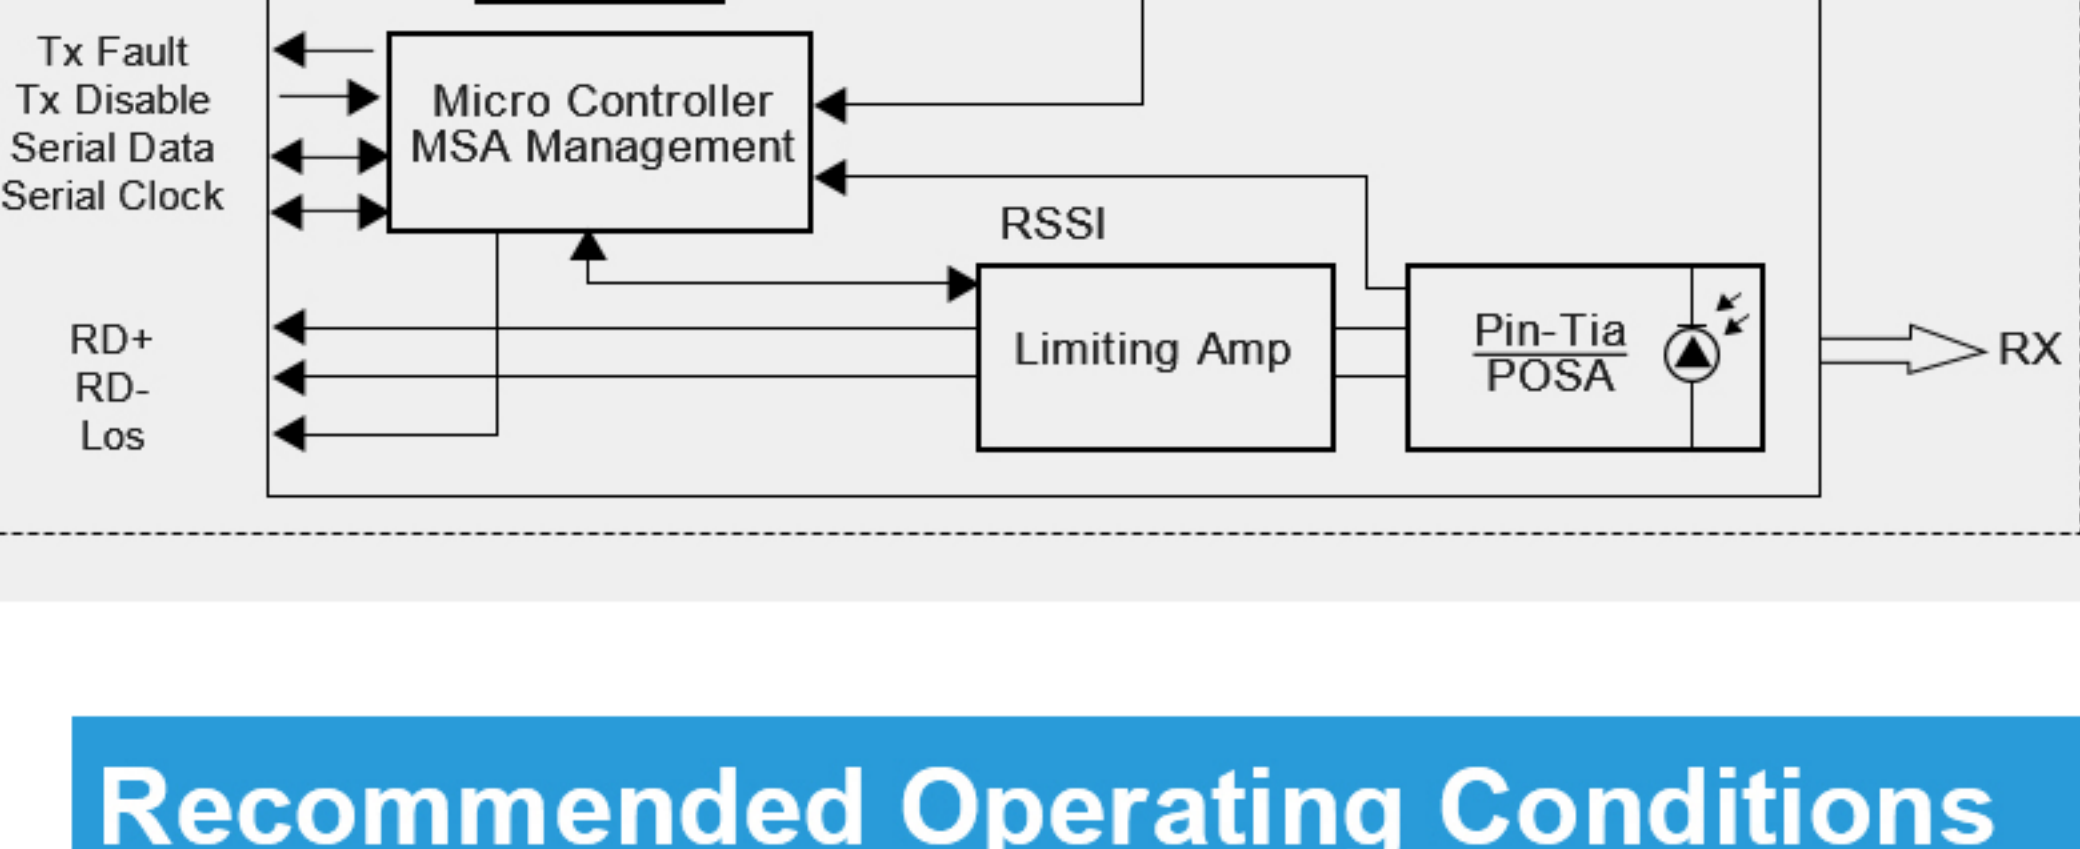 Tx Fault
Tx Disable
Serial Data
Serial Clock
Micro Controller
MSA Management
RSSI
RD+
RD-
Los
Limiting Amp
Pin-Tia
POSA
RX
Recommended Operating Conditions